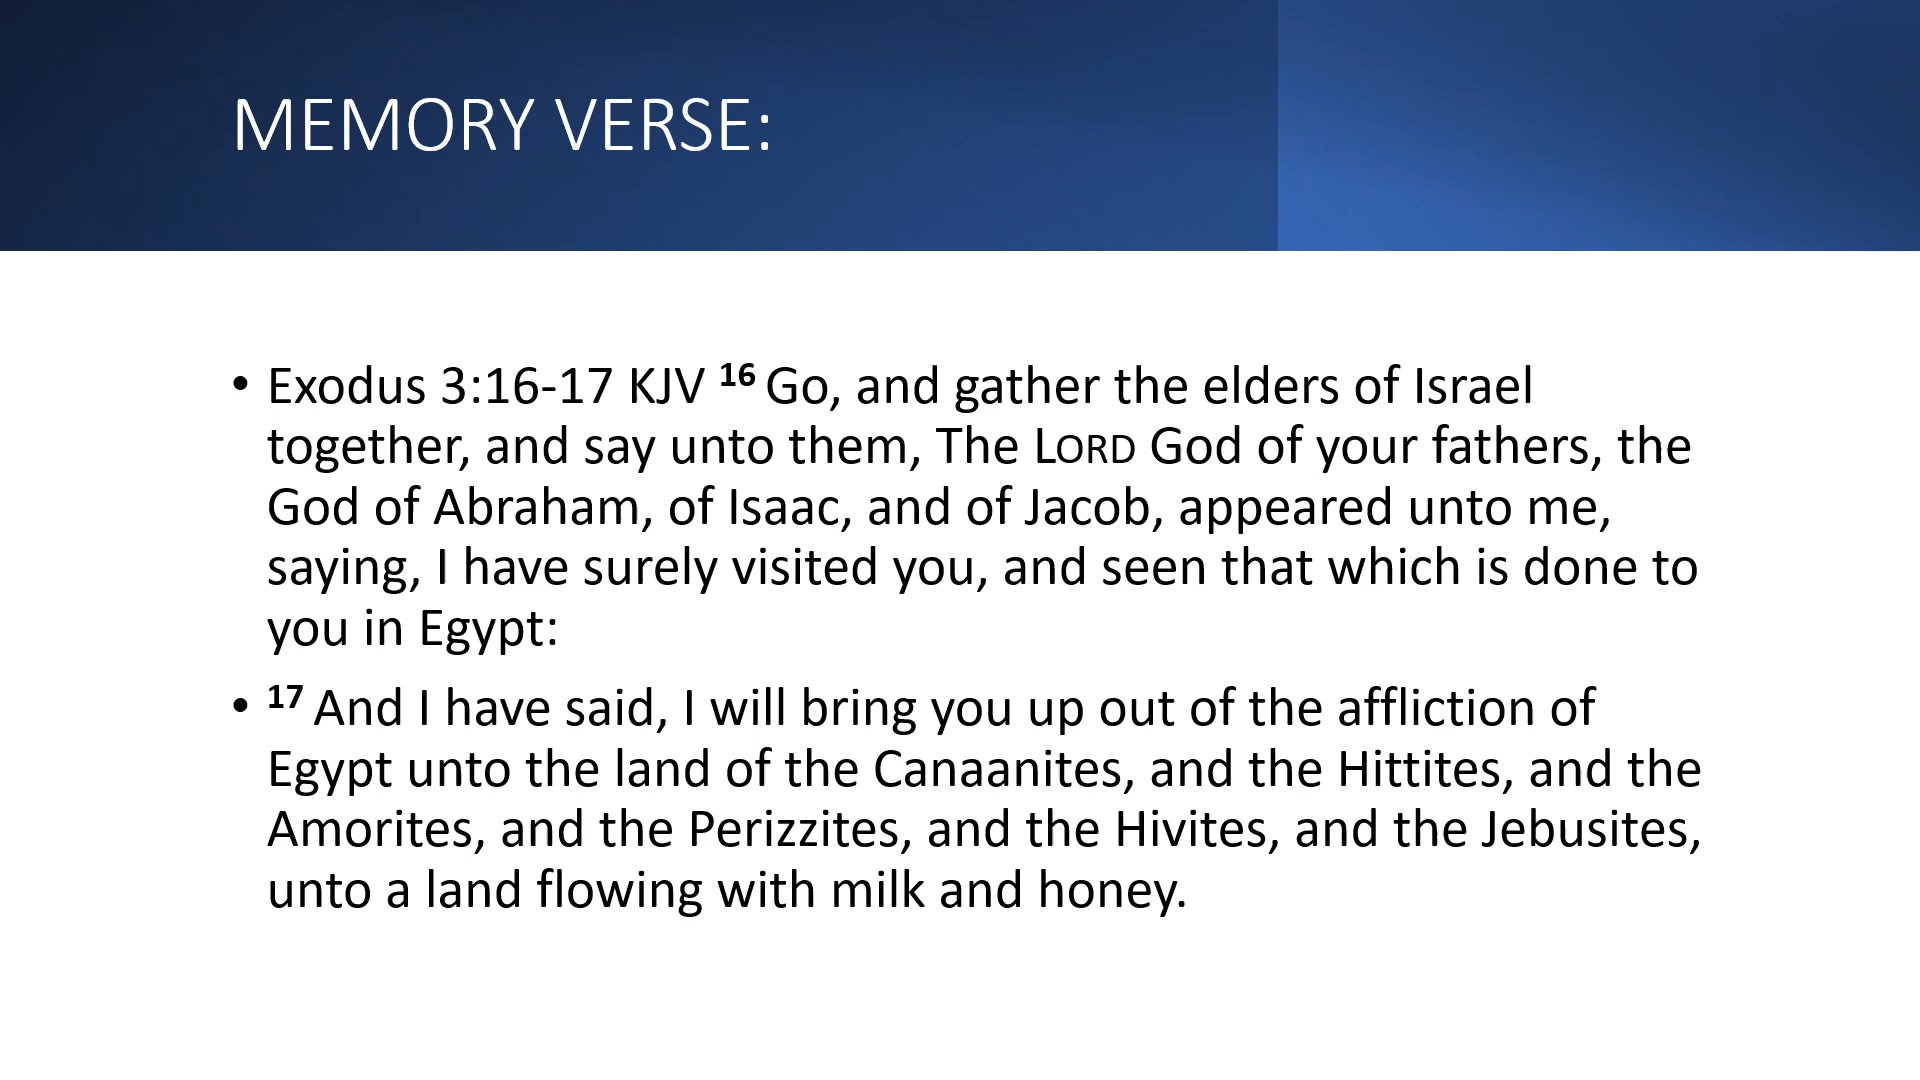 MEMORY VERSE:
• Exodus 3:16-17 KJV 16 Go, and gather the elders of Israel
together, and say unto them, The LORD God of your fathers, the
God of Abraham, of Isaac, and of Jacob, appeared unto me,
saying, I have surely visited you, and seen that which is done to
you in Egypt:
• 17 And I have said, I will bring you up out of the affliction of
Egypt unto the land of the Canaanites, and the Hittites, and the
Amorites, and the Perizzites, and the Hivites, and the Jebusites,
unto a land flowing with milk and honey.